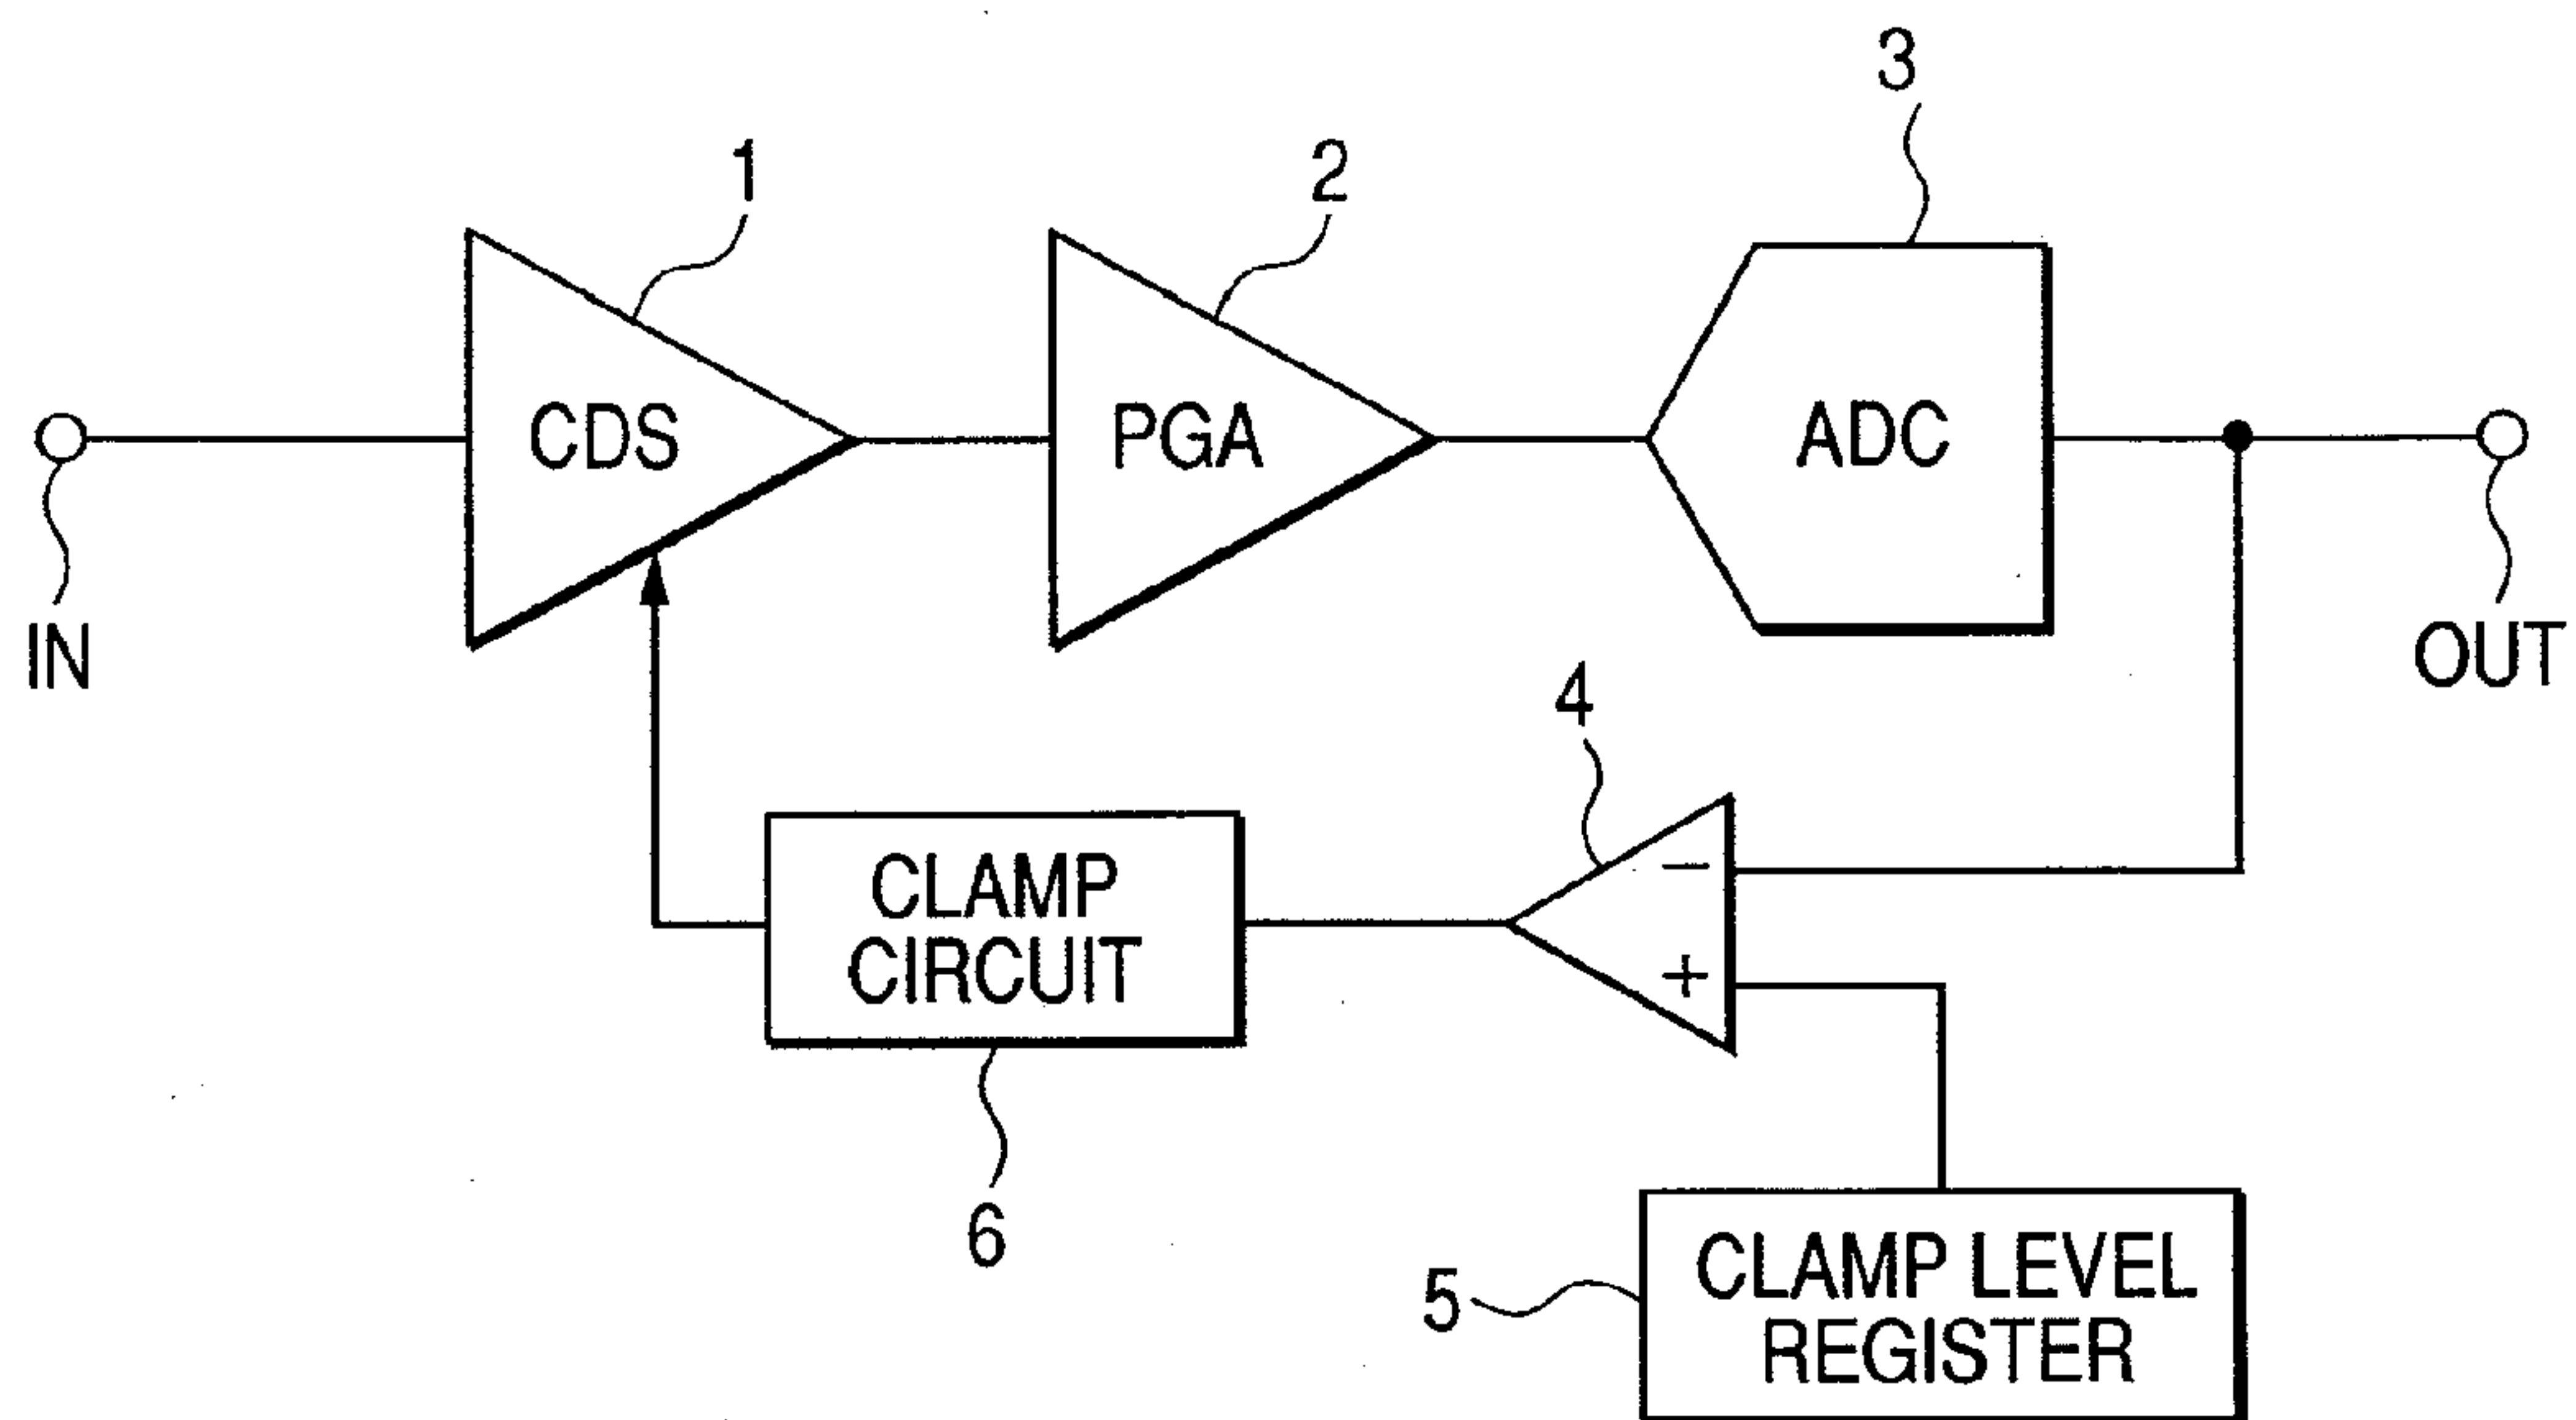 3
1
2
CDS
PGA
ADC
IN
OUT
4
−
+
CLAMP
CIRCUIT
6
5
CLAMP LEVEL
REGISTER